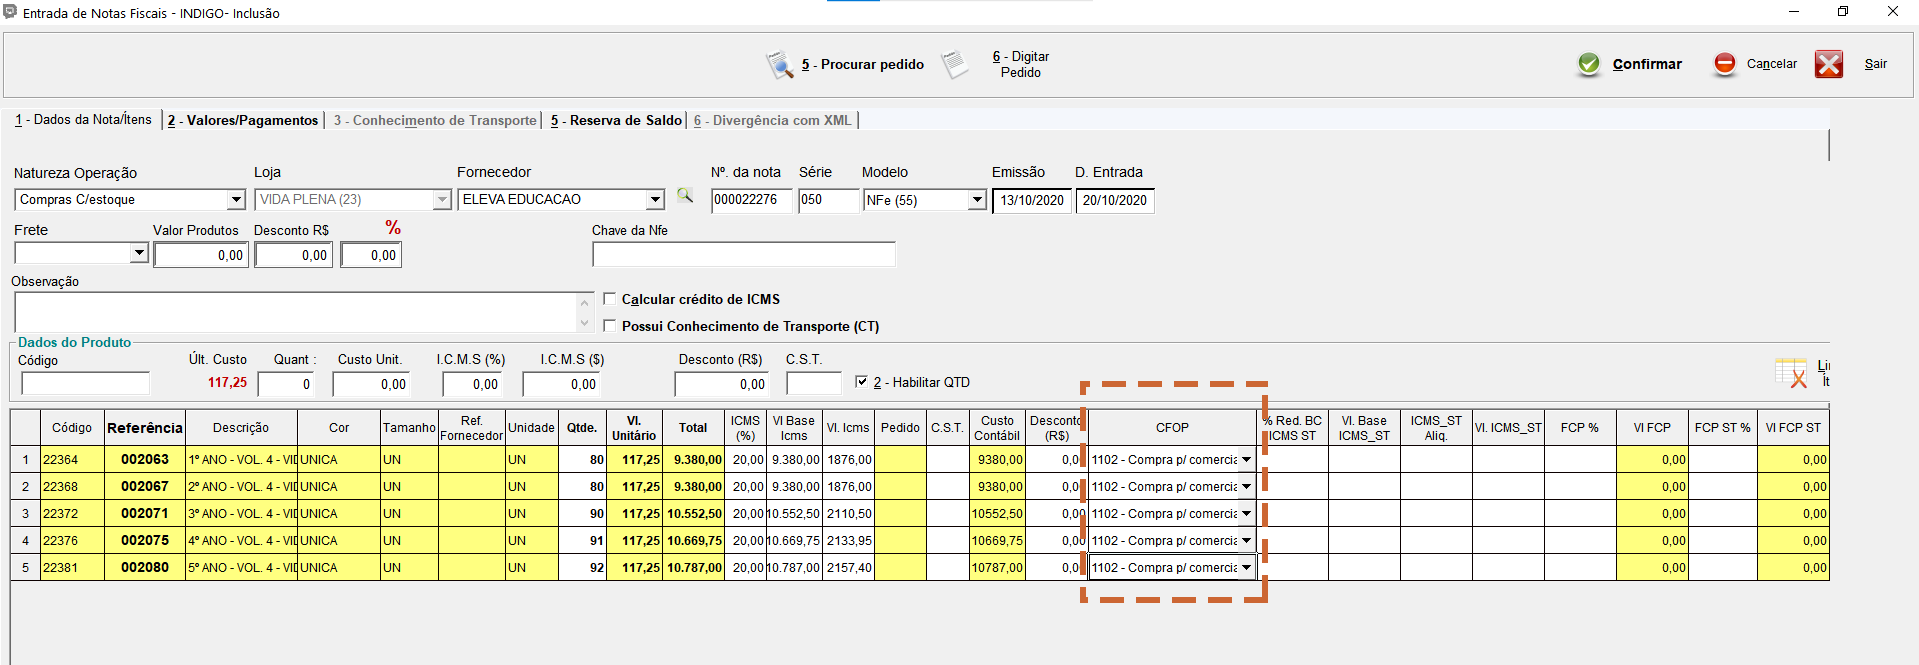 Entrada de Notas Fiscais - INDIGO- Inclusão
5 - Procurar pedido
6 - Digitar
Pedido
Confirmar
Cancelar
Sair
1 - Dados da Nota/Ítens
2 - Valores/Pagamentos
3 - Conhecimento de Transporte
5 - Reserva de Saldo
6 - Divergência com XML
Natureza Operação
Loja
Fornecedor
Nº. da nota
Série
Modelo
Emissão
D. Entrada
Compras C/estoque
VIDA PLENA (23)
ELEVA EDUCACAO
000022276
050
NFe (55)
13/10/2020
20/10/2020
Frete
Valor Produtos
Desconto R$
%
Chave da Nfe
0,00
0,00
0,00
Observação
Calcular crédito de ICMS
Possui Conhecimento de Transporte (CT)
Dados do Produto
Código
Últ. Custo
Quant :
Custo Unit.
I.C.M.S (%)
I.C.M.S ($)
Desconto (R$)
C.S.T.
117,25
0
0,00
0,00
0,00
0,00
2 - Habilitar QTD
Código Referência Descrição Cor Tamanho Ref. Fornecedor Unidade Qtde. Vl. Unitário Total ICMS (%) Vl Base Icms Vl. Icms Pedido C.S.T. Custo Contábil Desconto (R$) CFOP % Red. BC ICMS ST Vl. Base ICMS_ST ICMS_ST Aliq. Vl. ICMS_ST FCP % Vl FCP FCP ST % Vl FCP ST
1 22364 002063 1º ANO - VOL. 4 - VID UNICA UN UN 80 117,25 9.380,00 20,00 9.380,00 1876,00 9380,00 0,00 1102 - Compra p/ comercia 0,00 0,00
2 22368 002067 2º ANO - VOL. 4 - VID UNICA UN UN 80 117,25 9.380,00 20,00 9.380,00 1876,00 9380,00 0,00 1102 - Compra p/ comercia 0,00 0,00
3 22372 002071 3º ANO - VOL. 4 - VID UNICA UN UN 90 117,25 10.552,50 20,00 10.552,50 2110,50 10552,50 0,00 1102 - Compra p/ comercia 0,00 0,00
4 22376 002075 4º ANO - VOL. 4 - VID UNICA UN UN 91 117,25 10.669,75 20,00 10.669,75 2133,95 10669,75 0,00 1102 - Compra p/ comercia 0,00 0,00
5 22381 002080 5º ANO - VOL. 4 - VID UNICA UN UN 92 117,25 10.787,00 20,00 10.787,00 2157,40 10787,00 0,00 1102 - Compra p/ comercia 0,00 0,00